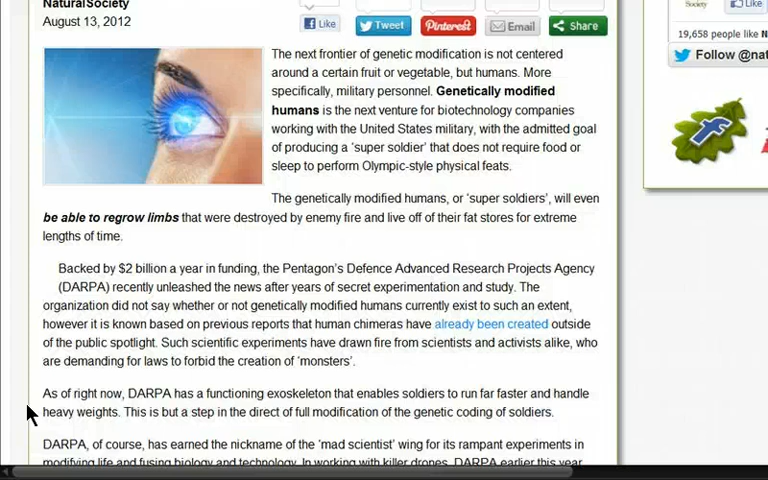 NaturalSociety
August 13, 2012
Like
Tweet
Pinterest
Email
Share
The next frontier of genetic modification is not centered
around a certain fruit or vegetable, but humans. More
specifically, military personnel. Genetically modified
humans is the next venture for biotechnology companies
working with the United States military, with the admitted goal
of producing a ‘super soldier’ that does not require food or
sleep to perform Olympic-style physical feats.
The genetically modified humans, or ‘super soldiers’, will even
be able to regrow limbs that were destroyed by enemy fire and live off of their fat stores for extreme
lengths of time.
Backed by $2 billion a year in funding, the Pentagon’s Defence Advanced Research Projects Agency
(DARPA) recently unleashed the news after years of secret experimentation and study. The
organization did not say whether or not genetically modified humans currently exist to such an extent,
however it is known based on previous reports that human chimeras have already been created outside
of the public spotlight. Such scientific experiments have drawn fire from scientists and activists alike, who
are demanding for laws to forbid the creation of ‘monsters’.
As of right now, DARPA has a functioning exoskeleton that enables soldiers to run far faster and handle
heavy weights. This is but a step in the direct of full modification of the genetic coding of soldiers.
DARPA, of course, has earned the nickname of the ‘mad scientist’ wing for its rampant experiments in
modifying life and fusing biology and technology. In working with killer drones, DARPA earlier this year
Society
Like
19,658 people like N
Follow @nat